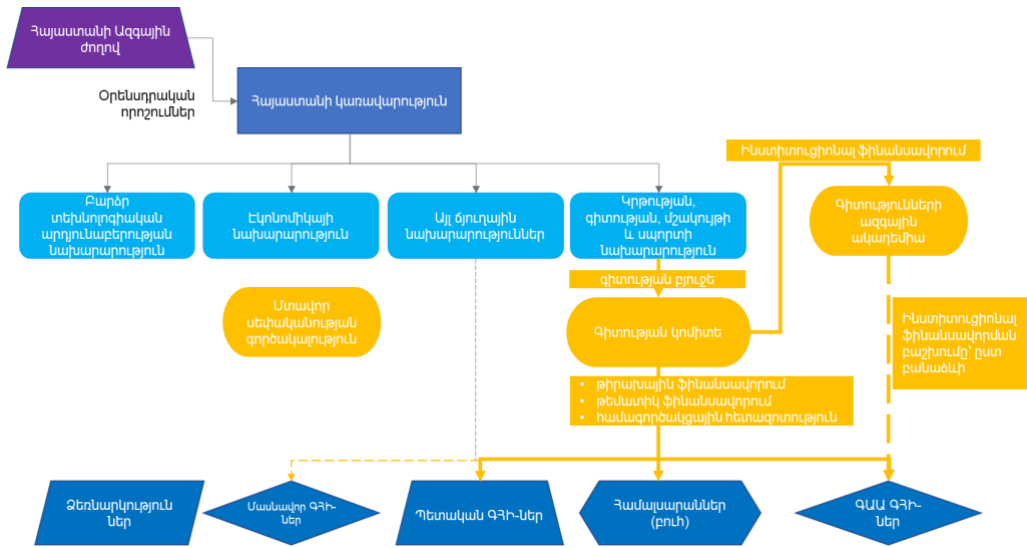 Հայաստանի Ազգային
ժողով
Օրենսդրական
որոշումներ
Հայաստանի կառավարություն
Ինստիտուցիոնալ ֆինանսավորում
Բարձր
տեխնոլոգիական
արդյունաբերության
նախարարություն
Էկոնոմիկայի
նախարարություն
Այլ ճյուղային
նախարարություններ
Կրթության,
գիտության, մշակույթի
և սպորտի
նախարարություն
Գիտությունների
ազգային
ակադեմիա
գիտության բյուջե
Մտավոր
սեփականության
գործակալություն
Գիտության կոմիտե
Ինստիտուցիոնալ
ֆինանսավորման
բաշխումը՝ ըստ
բանաձևի
• թիրախային ֆինանսավորում
• թեմատիկ ֆինանսավորում
• համագործակցային հետազոտություն
Ձեռնարկություն
ներ
Մասնավոր ԳՀԻ-
ներ
Պետական ԳՀԻ-ներ
Համալսարաններ
(բուհ)
ԳԱԱ ԳՀԻ-
ներ